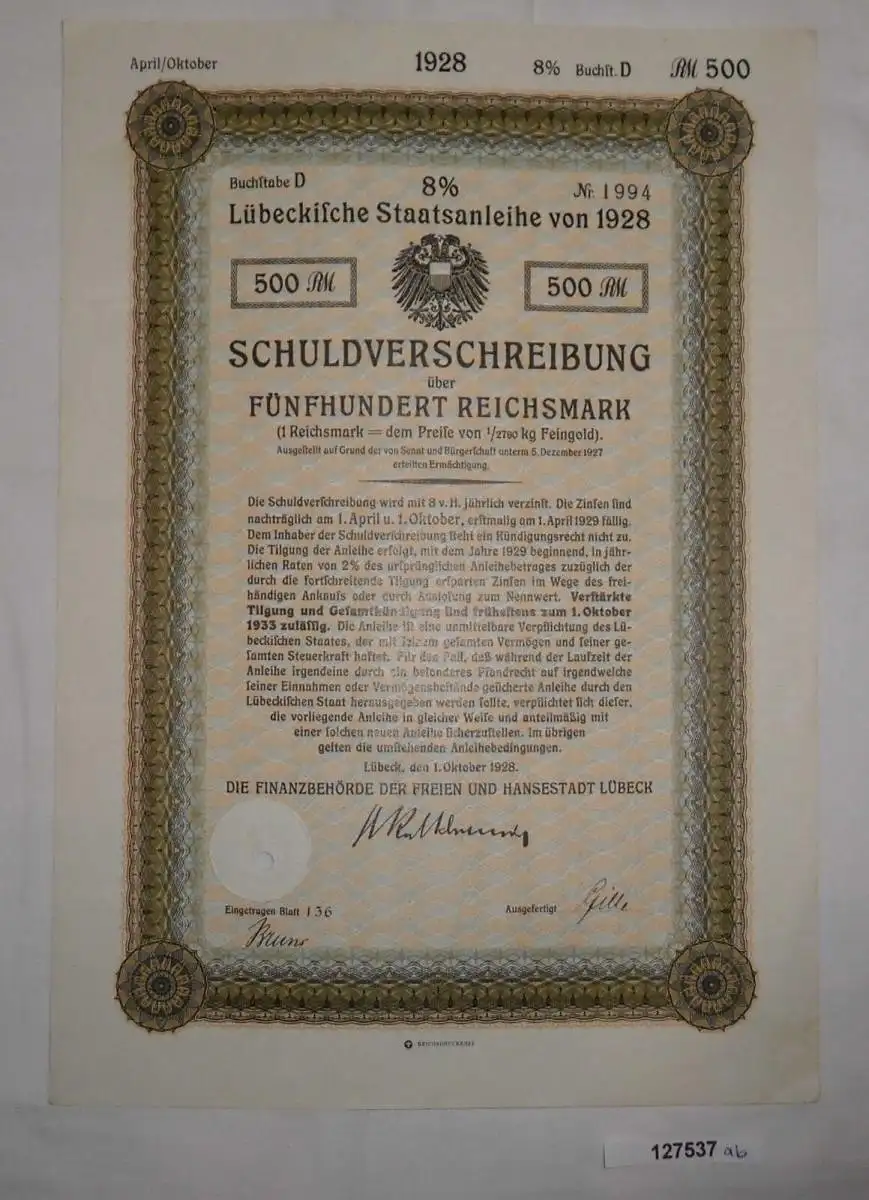 April/Oktober 1928 8% Buchſt. D RM 500
Buchſtabe D 8% Nr. 1994
Lübeckiſche Staatsanleihe von 1928
500 RM 500 RM
SCHULDVERSCHREIBUNG
über
FÜNFHUNDERT REICHSMARK
(1 Reichsmark = dem Preiſe von 1/2790 kg Feingold).
Ausgeſtellt auf Grund der von Senat und Bürgerſchaft unterm 5. Dezember 1927
erteilten Ermächtigung.
Die Schuldverſchreibung wird mit 8 v. H. jährlich verzinſt. Die Zinſen ſind
nachträglich am 1. April u. 1. Oktober, erſtmalig am 1. April 1929 fällig.
Dem Inhaber der Schuldverſchreibung ſteht ein Kündigungsrecht nicht zu.
Die Tilgung der Anleihe erfolgt, mit dem Jahre 1929 beginnend, in jähr-
lichen Raten von 2% des urſprünglichen Anleihebetrages zuzüglich der
durch die fortſchreitende Tilgung erſparten Zinſen im Wege des frei-
händigen Ankaufs oder durch Ausloſung zum Nennwert. Verſtärkte
Tilgung und Geſamtkündigung ſind früheſtens zum 1. Oktober
1933 zuläſſig. Die Anleihe iſt eine unmittelbare Verpflichtung des Lü-
beckiſchen Staates, der mit ſeinem geſamten Vermögen und ſeiner ge-
ſamten Steuerkraft haftet. Für den Fall, daß während der Laufzeit der
Anleihe irgendeine durch ein beſonderes Pfandrecht auf irgendwelche
ſeiner Einnahmen oder Vermögensbeſtände geſicherte Anleihe durch den
Lübeckiſchen Staat herausgegeben werden ſollte, verpflichtet ſich dieſer,
die vorliegende Anleihe in gleicher Weiſe und anteilmäßig mit
einer ſolchen neuen Anleihe ſicherzuſtellen. Im übrigen
gelten die umſtehenden Anleihebedingungen.
Lübeck, den 1. Oktober 1928.
DIE FINANZBEHÖRDE DER FREIEN UND HANSESTADT LÜBECK
Eingetragen Blatt 136 Ausgefertigt
Bruns
REICHSDRUCKEREI
127537 ab